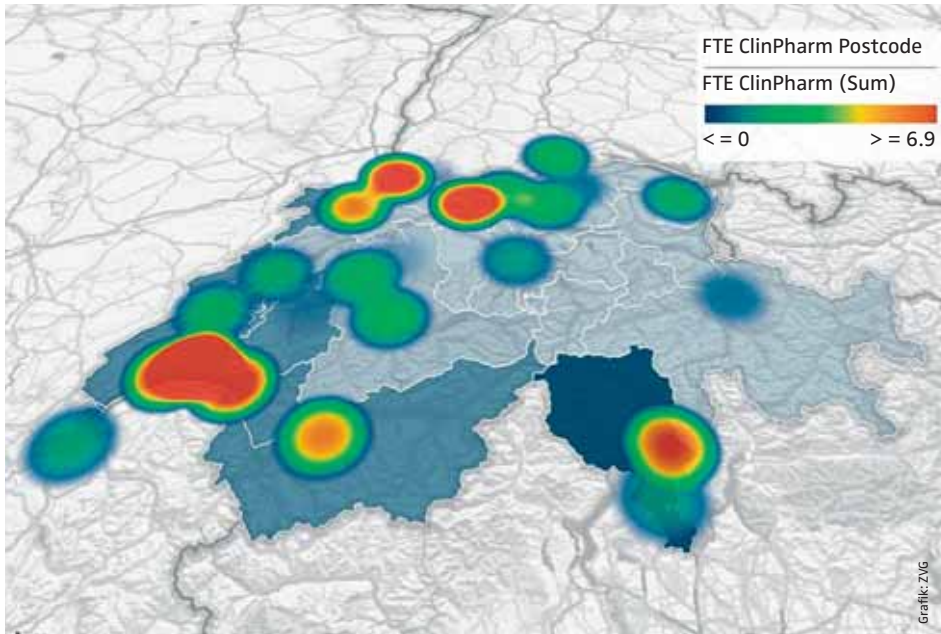 FTE ClinPharm Postcode
FTE ClinPharm (Sum)
< = 0 > = 6.9
Grafik: ZVG